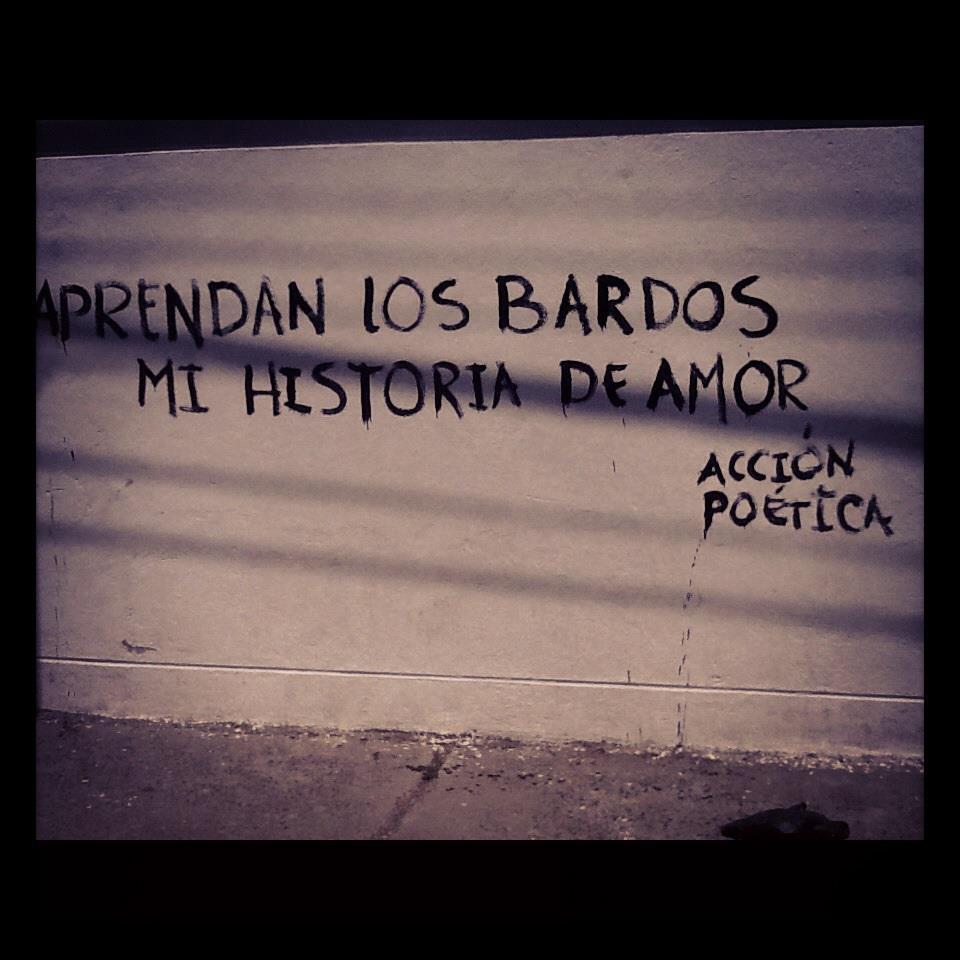 APRENDAN LOS BARDOS
MI HISTORIA DE AMOR
ACCIÓN
POÉTICA